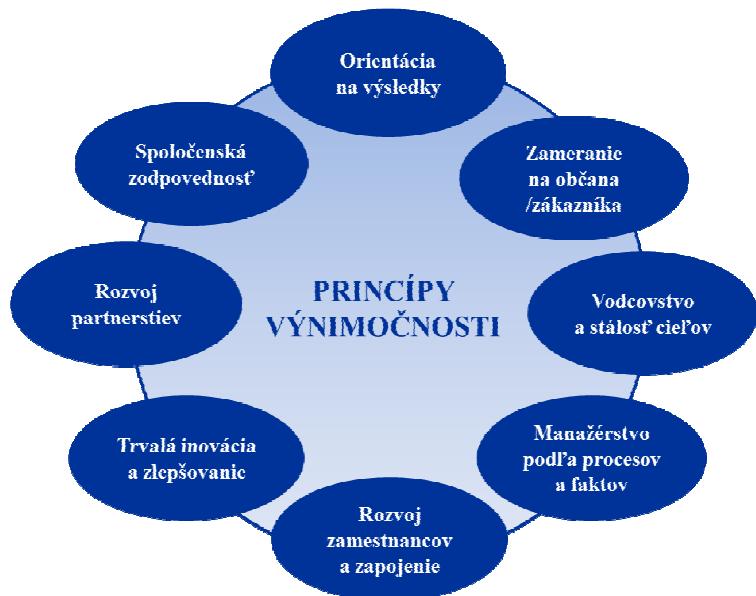 Orientácia
na výsledky
Zameranie
na občana
/zákazníka
Vodcovstvo
a stálosť cieľov
Manažérstvo
podľa procesov
a faktov
Rozvoj
zamestnancov
a zapojenie
Trvalá inovácia
a zlepšovanie
Rozvoj
partnerstiev
Spoločenská
zodpovednosť
PRINCÍPY
VÝNIMOČNOSTI